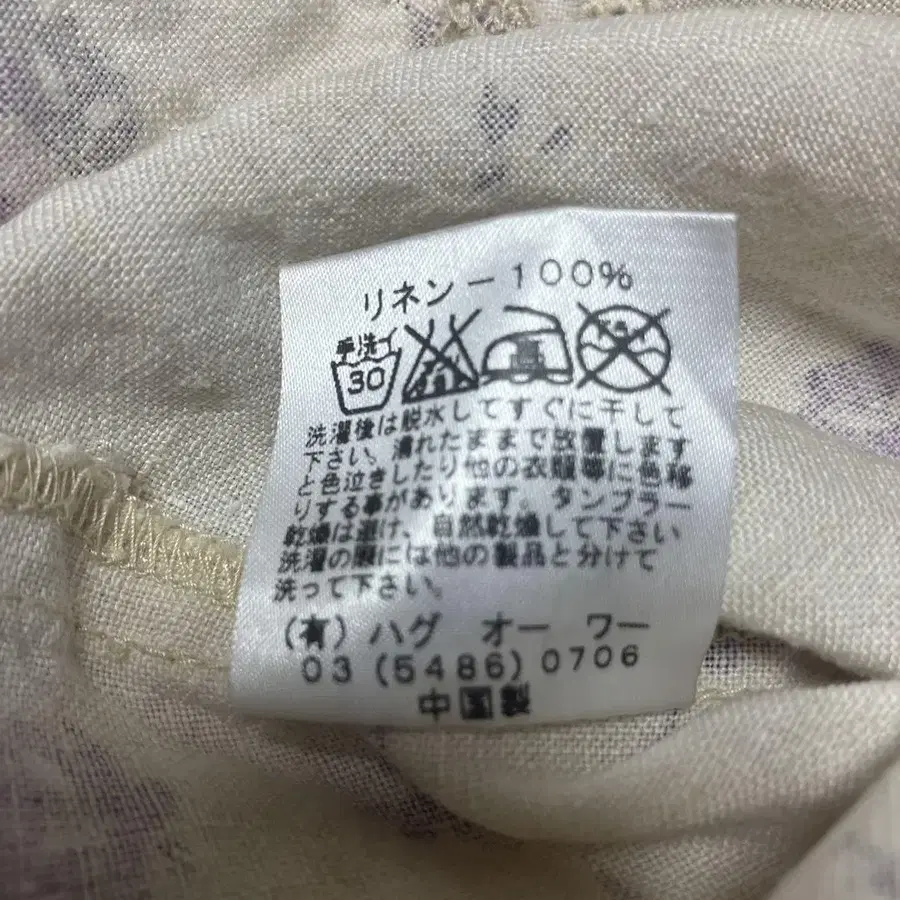 リネン－100%
手洗イ
30 高
洗濯後は脱水してすぐに干して
下さい。濡れたままで放置します
と色泣きしたり他の衣類等に色移
りする事があります。タンブラー
乾燥は避け、自然乾燥して下さい
洗濯の際には他の製品と分けて
洗って下さい。
(有) ハグ オー ワー
03 (5486) 0706
中国製